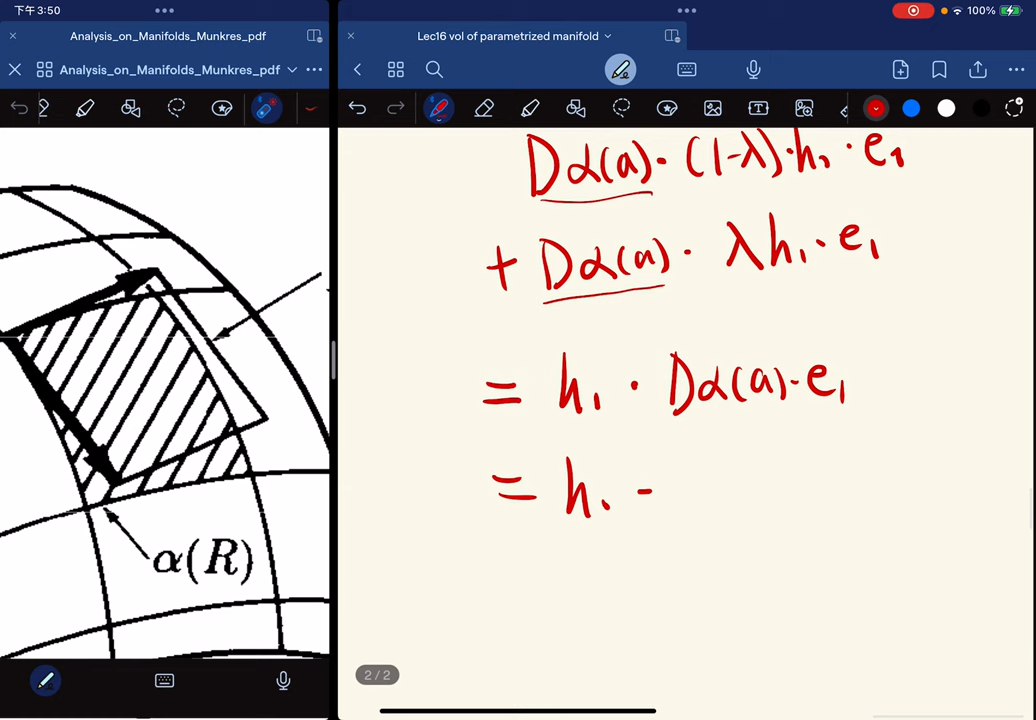 下午3:50
100%
Analysis_on_Manifolds_Munkres_pdf
Lec16 vol of parametrized manifold
Analysis_on_Manifolds_Munkres_pdf
α(R)
Dα(a)·(1-λ)·h₁·e₁
+ Dα(a)· λh₁·e₁
= h₁ · Dα(a)·e₁
= h₁ -
2/2